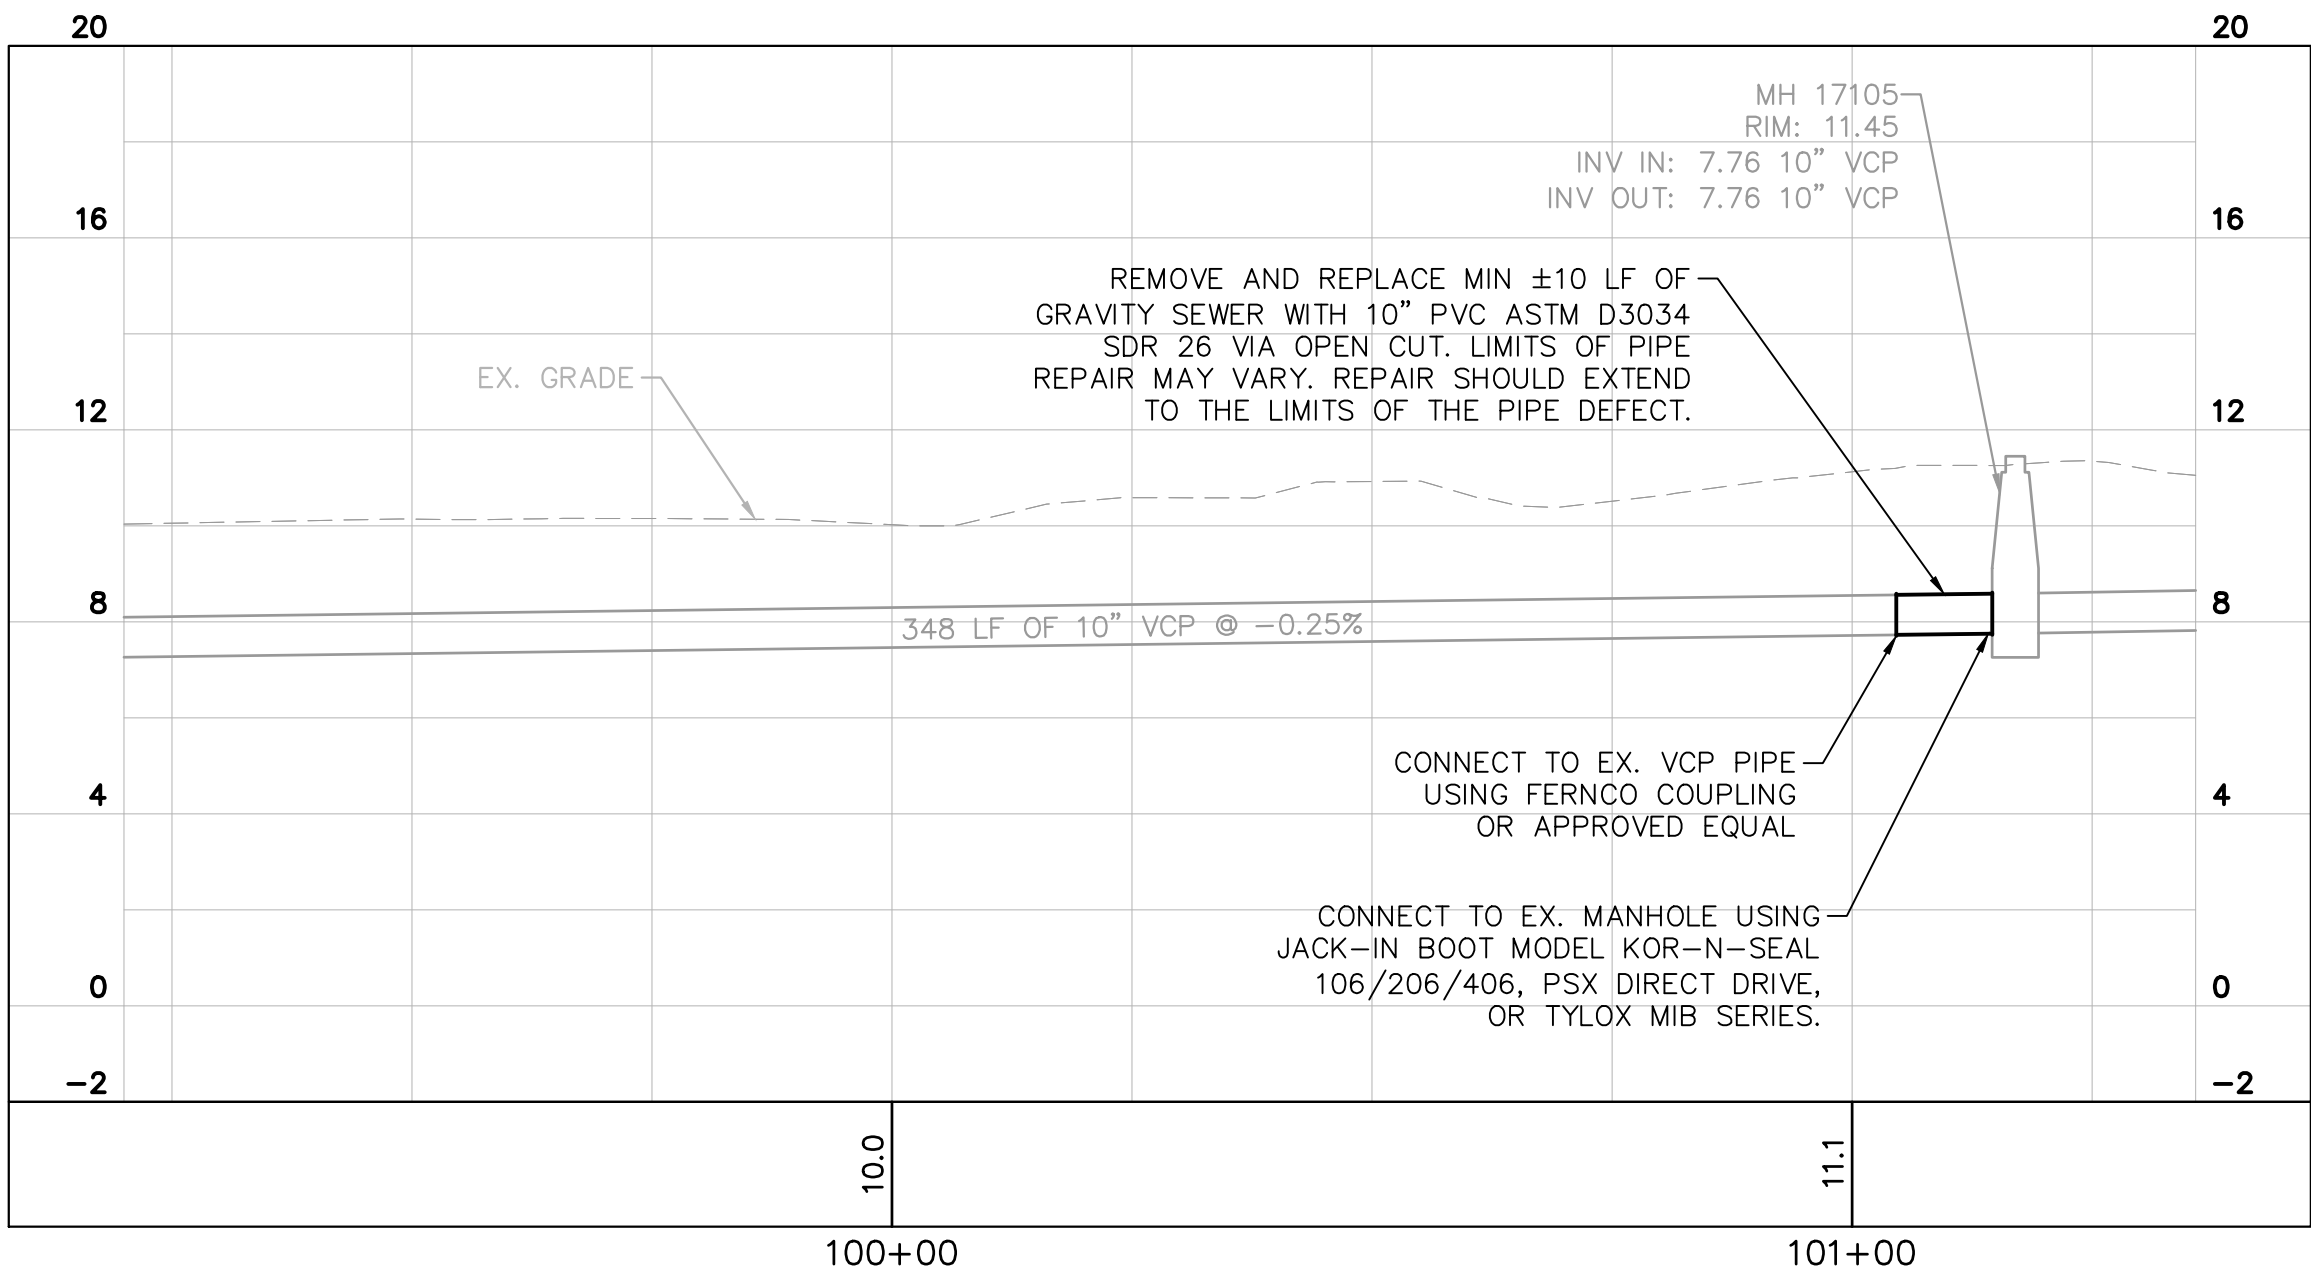 20
20
MH 17105
RIM: 11.45
INV IN: 7.76 10” VCP
INV OUT: 7.76 10” VCP
16
16
REMOVE AND REPLACE MIN ±10 LF OF
GRAVITY SEWER WITH 10” PVC ASTM D3034
SDR 26 VIA OPEN CUT. LIMITS OF PIPE
REPAIR MAY VARY. REPAIR SHOULD EXTEND
TO THE LIMITS OF THE PIPE DEFECT.
EX. GRADE
12
12
8
8
348 LF OF 10” VCP @ −0.25%
CONNECT TO EX. VCP PIPE
USING FERNCO COUPLING
OR APPROVED EQUAL
4
4
CONNECT TO EX. MANHOLE USING
JACK−IN BOOT MODEL KOR−N−SEAL
106/206/406, PSX DIRECT DRIVE,
OR TYLOX MIB SERIES.
0
0
−2
−2
10.0
11.1
100+00
101+00